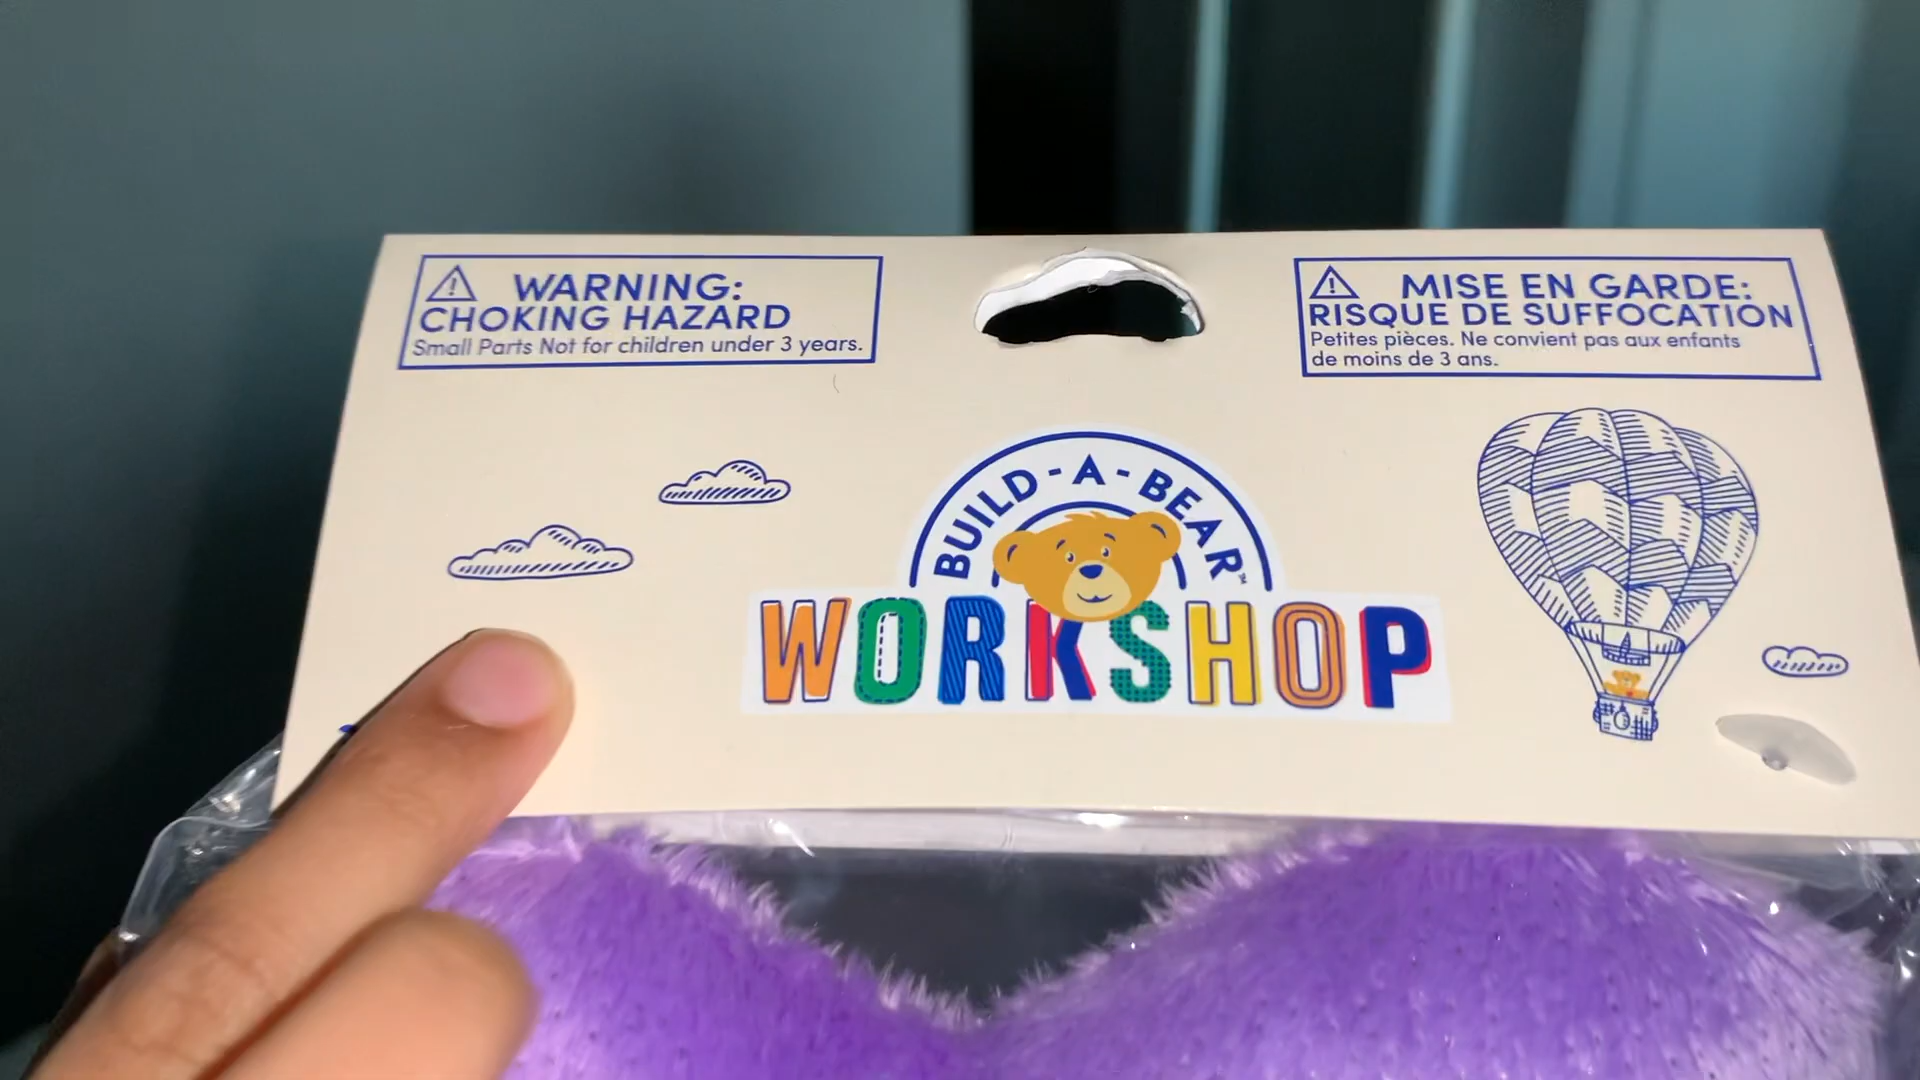 WARNING:
CHOKING HAZARD
Small Parts Not for children under 3 years.
MISE EN GARDE:
RISQUE DE SUFFOCATION
Petites pièces. Ne convient pas aux enfants
de moins de 3 ans.
BUILD-A-BEAR™
WORKSHOP